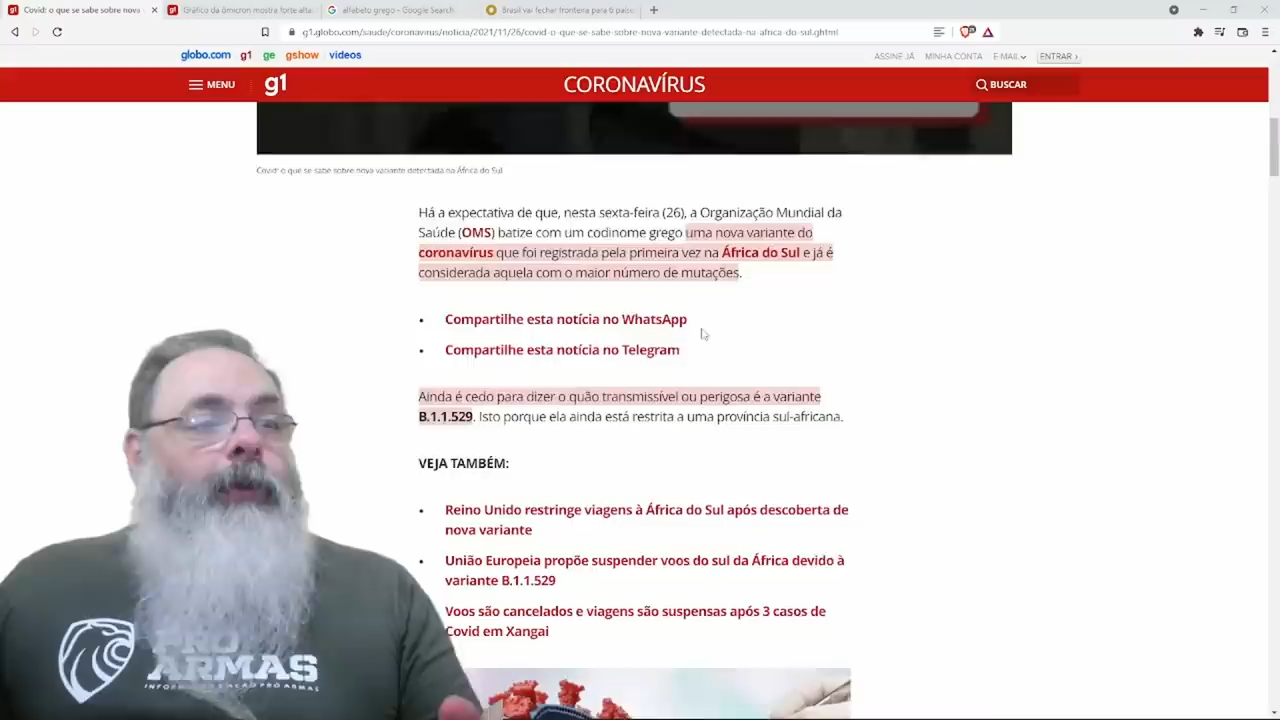 Covid: o que se sabe sobre nova
Gráfico da ômicron mostra forte alta
alfabeto grego - Google Search
Brasil vai fechar fronteira para 6 paíse
g1.globo.com/saude/coronavirus/noticia/2021/11/26/covid-o-que-se-sabe-sobre-nova-variante-detectada-na-africa-do-sul.ghtml
globo.com g1 ge gshow vídeos
ASSINE JÁ MINHA CONTA E-MAIL ENTRAR ›
MENU g1 CORONAVÍRUS BUSCAR
Covid: o que se sabe sobre nova variante detectada na África do Sul
Há a expectativa de que, nesta sexta-feira (26), a Organização Mundial da
Saúde (OMS) batize com um codinome grego uma nova variante do
coronavírus que foi registrada pela primeira vez na África do Sul e já é
considerada aquela com o maior número de mutações.
• Compartilhe esta notícia no WhatsApp
• Compartilhe esta notícia no Telegram
Ainda é cedo para dizer o quão transmissível ou perigosa é a variante
B.1.1.529. Isto porque ela ainda está restrita a uma província sul-africana.
VEJA TAMBÉM:
• Reino Unido restringe viagens à África do Sul após descoberta de
nova variante
• União Europeia propõe suspender voos do sul da África devido à
variante B.1.1.529
Voos são cancelados e viagens são suspensas após 3 casos de
Covid em Xangai
PRO
ARMAS